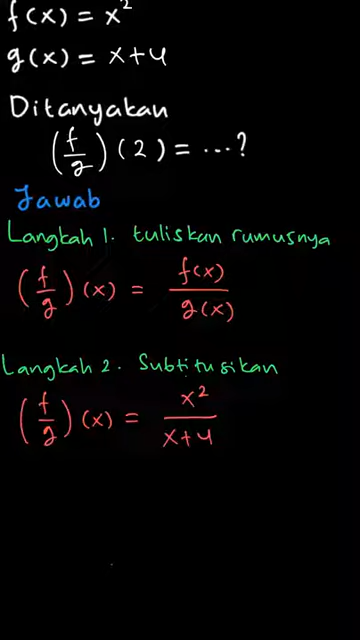 f(x) = x²
g(x) = x+4
Ditanyakan
(f/g)(2) = ...?
Jawab
Langkah 1. tuliskan rumusnya
(f/g)(x) = f(x)/g(x)
Langkah 2. Subtitusikan
(f/g)(x) = x²/x+4